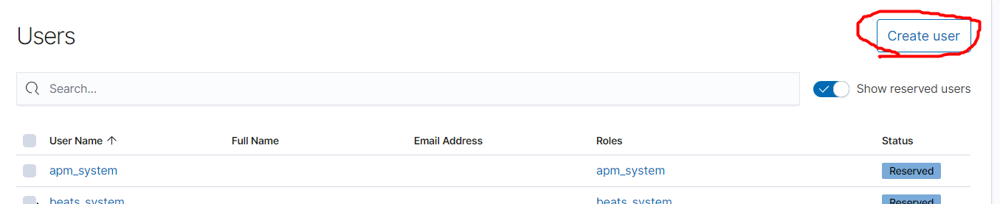 Users
Create user
Search...
Show reserved users
User Name Full Name Email Address Roles Status
apm_system apm_system Reserved
beats_system beats_system Reserved